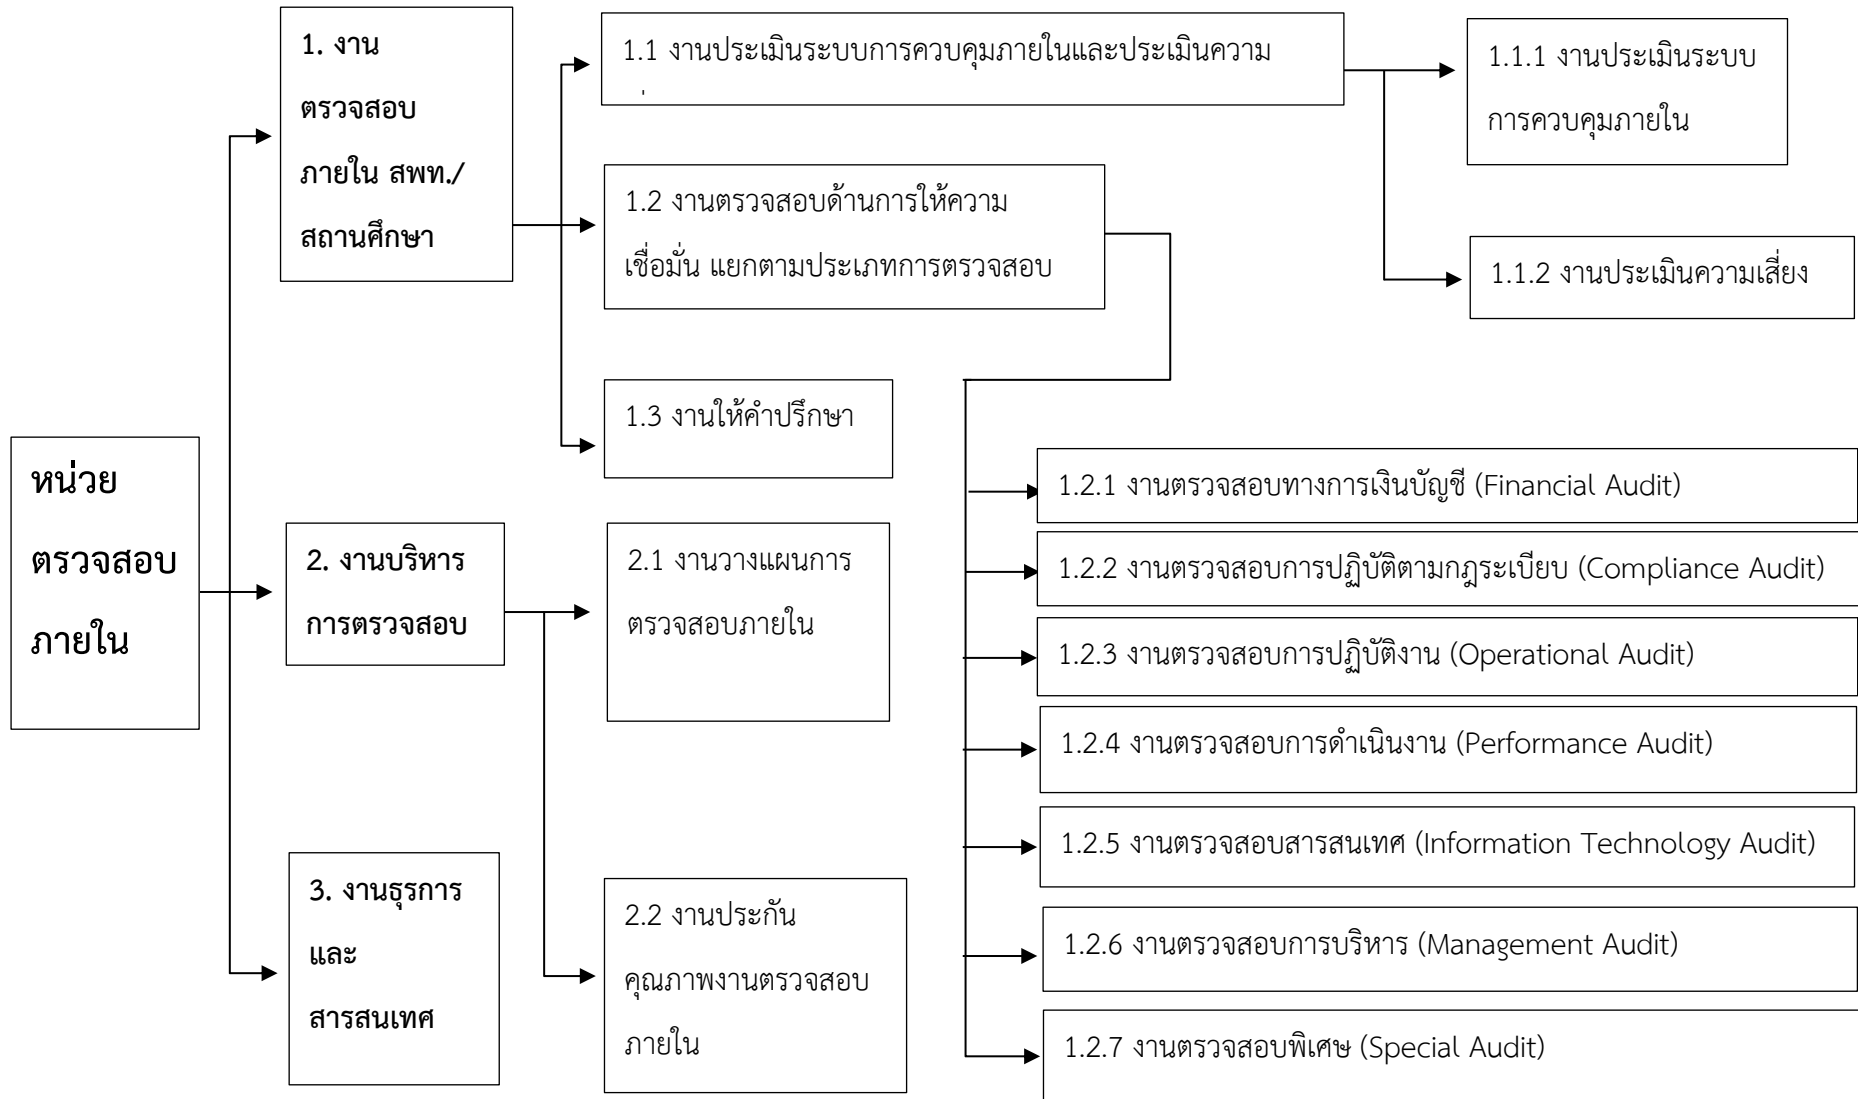 หน่วย
ตรวจสอบ
ภายใน
1. งาน
ตรวจสอบ
ภายใน สพท./
สถานศึกษา
1.1 งานประเมินระบบการควบคุมภายในและประเมินความ
1.1.1 งานประเมินระบบ
การควบคุมภายใน
1.1.2 งานประเมินความเสี่ยง
1.2 งานตรวจสอบด้านการให้ความ
เชื่อมั่น แยกตามประเภทการตรวจสอบ
1.2.1 งานตรวจสอบทางการเงินบัญชี (Financial Audit)
1.2.2 งานตรวจสอบการปฏิบัติตามกฎระเบียบ (Compliance Audit)
1.2.3 งานตรวจสอบการปฏิบัติงาน (Operational Audit)
1.2.4 งานตรวจสอบการดำเนินงาน (Performance Audit)
1.2.5 งานตรวจสอบสารสนเทศ (Information Technology Audit)
1.2.6 งานตรวจสอบการบริหาร (Management Audit)
1.2.7 งานตรวจสอบพิเศษ (Special Audit)
1.3 งานให้คำปรึกษา
2. งานบริหาร
การตรวจสอบ
2.1 งานวางแผนการ
ตรวจสอบภายใน
2.2 งานประกัน
คุณภาพงานตรวจสอบ
ภายใน
3. งานธุรการ
และ
สารสนเทศ